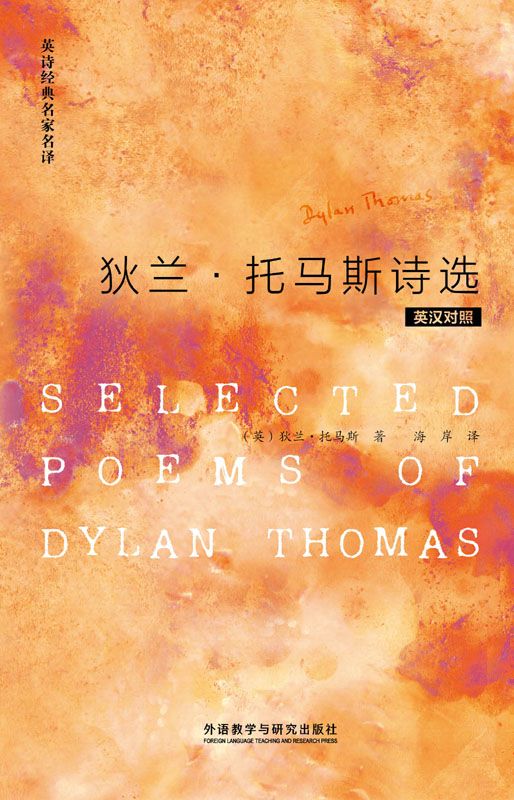 英诗经典名家名译
Dylan Thomas
狄兰·托马斯诗选
英汉对照
SELECTED
(英)狄兰·托马斯 著 海 岸 译
POEMS OF
DYLAN THOMAS
外语教学与研究出版社
FOREIGN LANGUAGE TEACHING AND RESEARCH PRESS